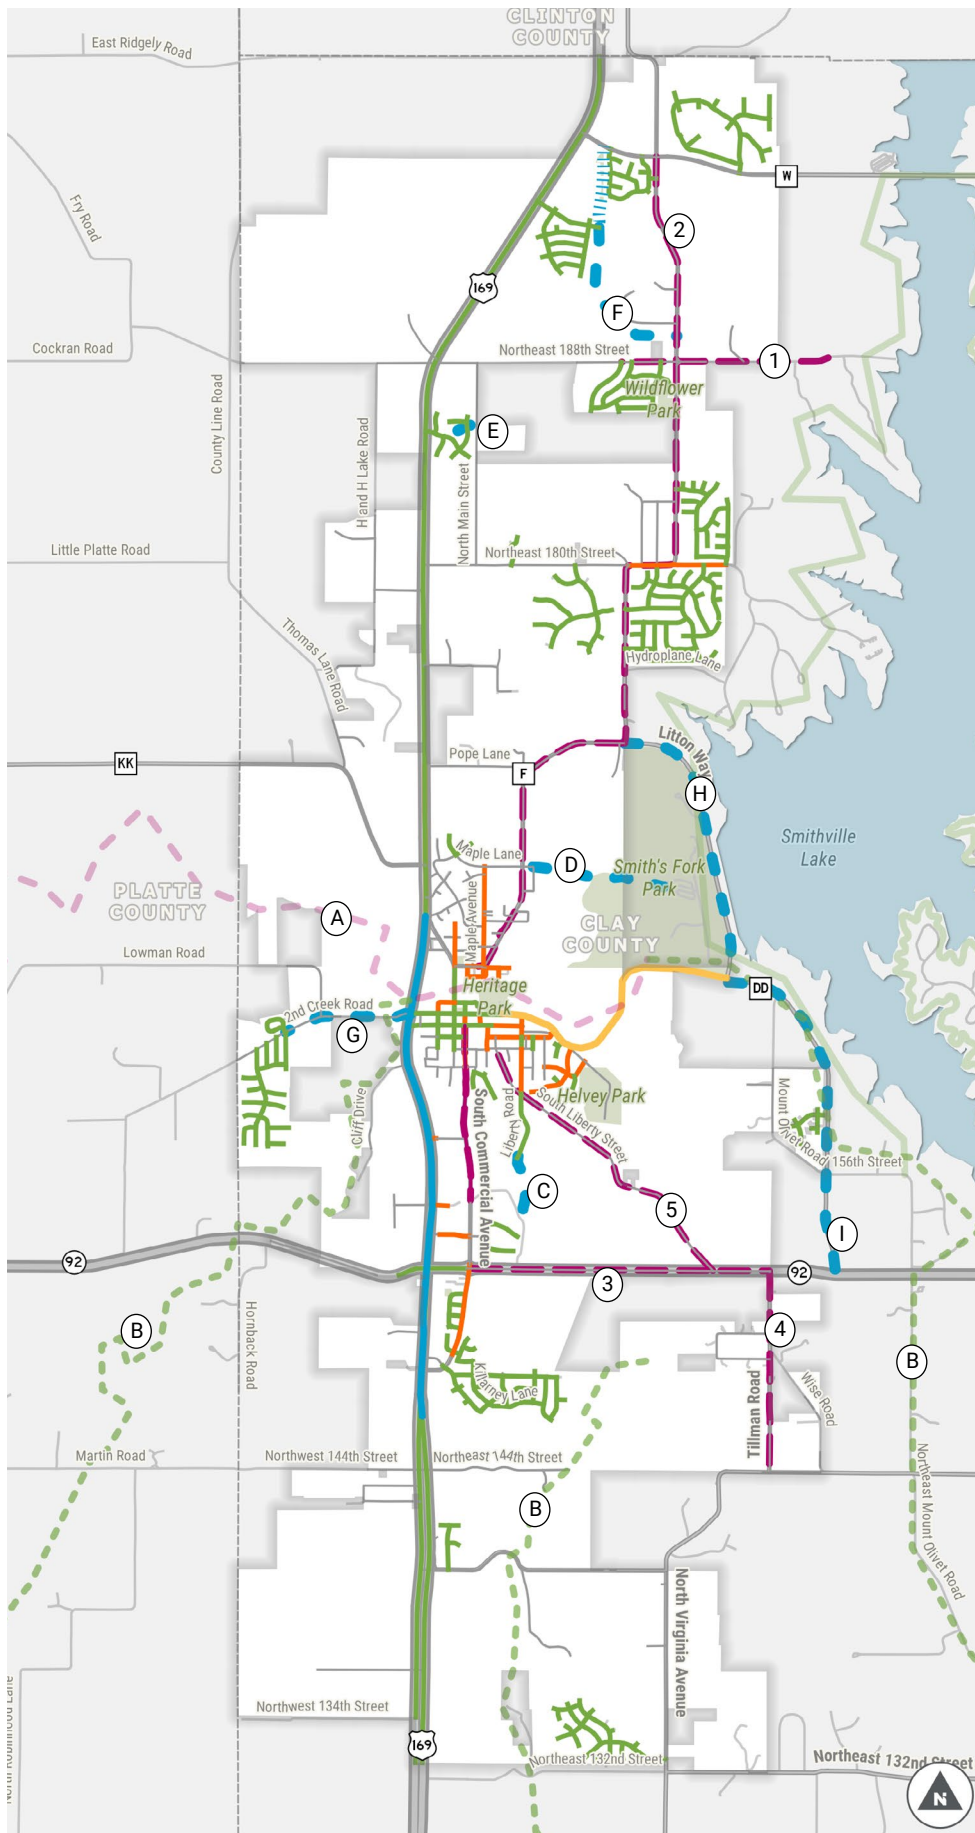 CLINTON
COUNTY
East Ridgely Road
W
Fry Road
2
169
F
Cockran Road
Northeast 188th Street
1
Wildflower
Park
County Line Road
H and H Lake Road
E
North Main Street
Little Platte Road
Northeast 180th Street
Thomas Lane Road
Hydroplane Lane
Litton Way
Pope Lane
F
KK
H
Smithville
Lake
Maple Lane
D
Smith's Fork
Park
PLATTE
COUNTY
Maple Avenue
A
CLAY
COUNTY
Lowman Road
Heritage
Park
DD
2nd Creek Road
G
Helvey Park
Cliff Drive
South Commercial Avenue
Liberty Road
South Liberty Street
Mount Olivet Road
156th Street
C
5
I
92
92
3
B
4
B
Hornback Road
Killarney Lane
Tillman Road
Wise Road
Martin Road
Northwest 144th Street
Northeast 144th Street
B
Northeast Mount Olivet Road
North Virginia Avenue
Northwest 134th Street
169
Northeast 132nd Street
Northeast 132nd Street
N